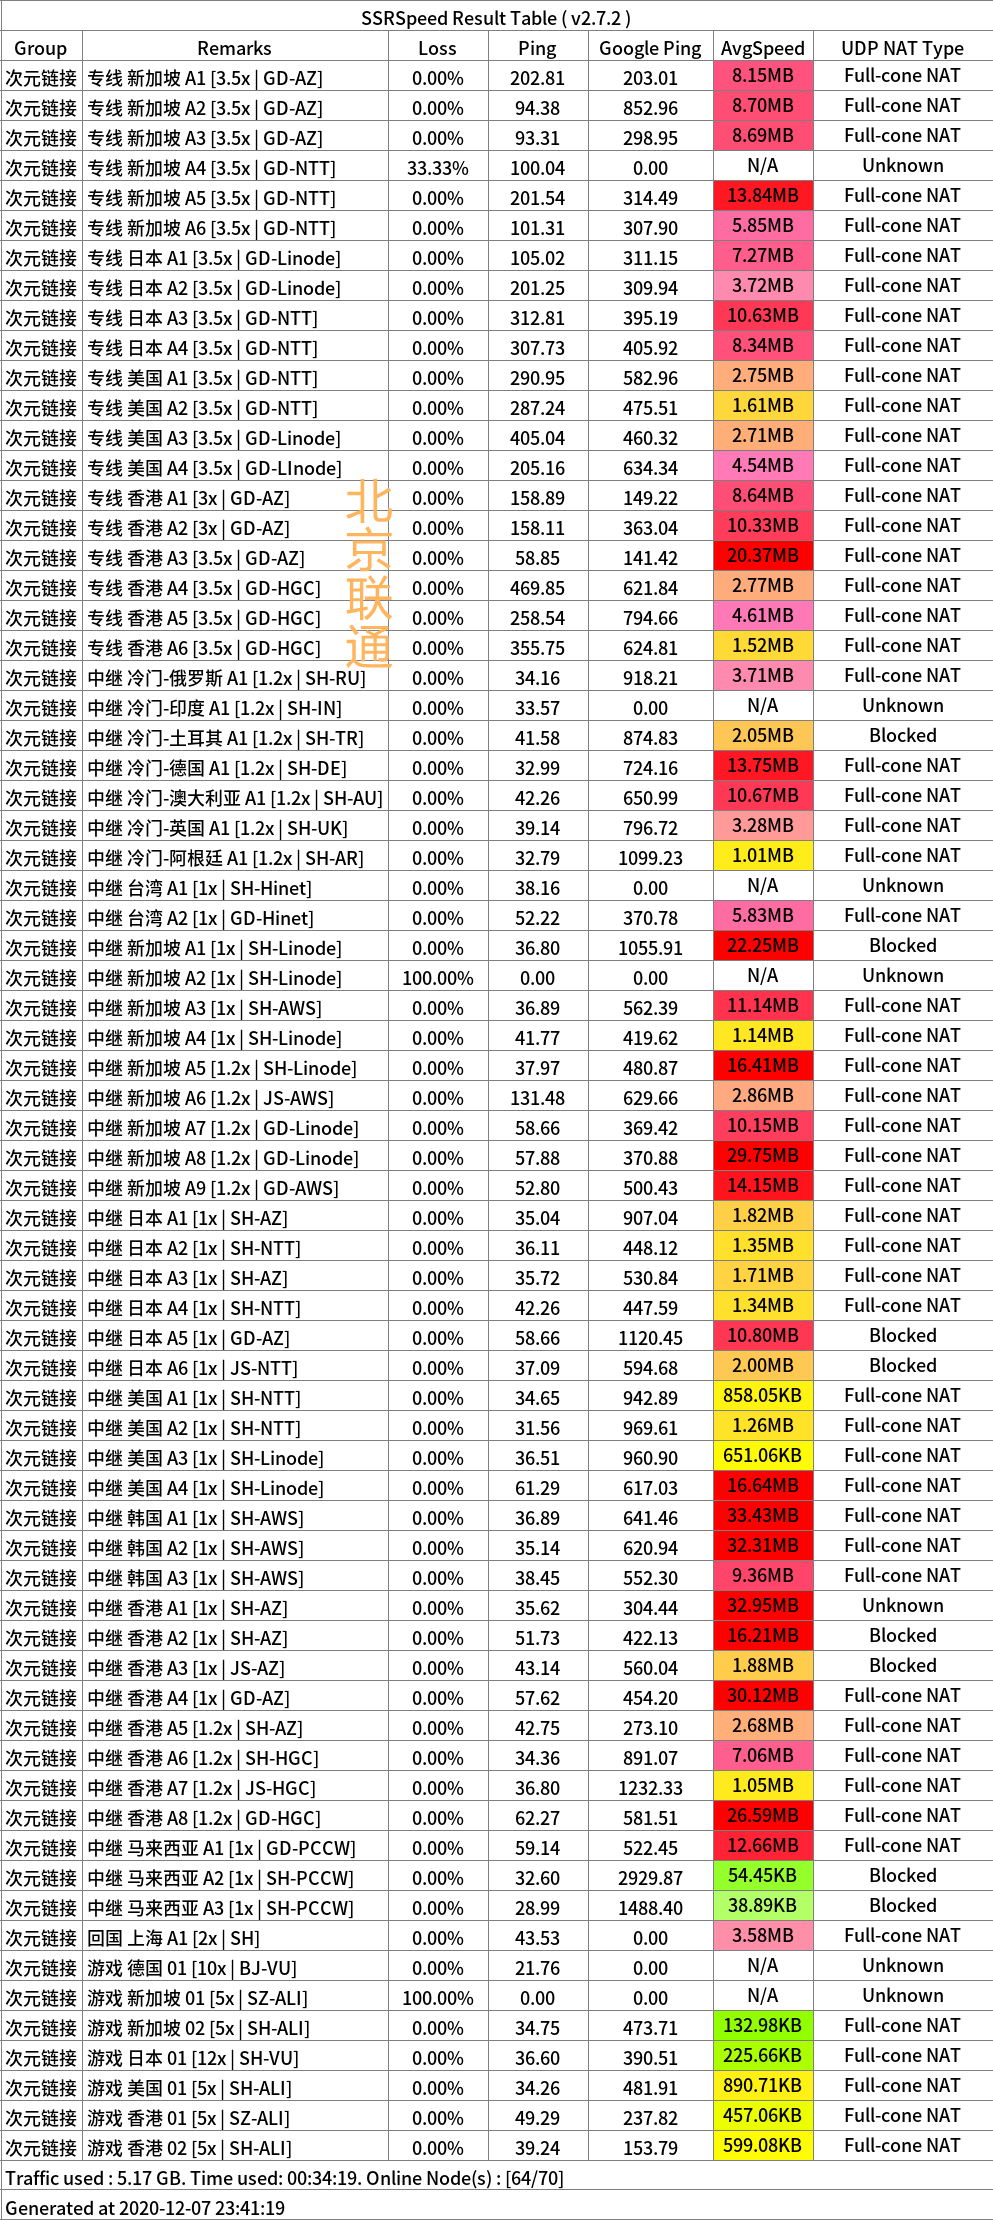 SSRSpeed Result Table ( v2.7.2 )
Group Remarks Loss Ping Google Ping AvgSpeed UDP NAT Type
次元链接 专线 新加坡 A1 [3.5x | GD-AZ] 0.00% 202.81 203.01 8.15MB Full-cone NAT
次元链接 专线 新加坡 A2 [3.5x | GD-AZ] 0.00% 94.38 852.96 8.70MB Full-cone NAT
次元链接 专线 新加坡 A3 [3.5x | GD-AZ] 0.00% 93.31 298.95 8.69MB Full-cone NAT
次元链接 专线 新加坡 A4 [3.5x | GD-NTT] 33.33% 100.04 0.00 N/A Unknown
次元链接 专线 新加坡 A5 [3.5x | GD-NTT] 0.00% 201.54 314.49 13.84MB Full-cone NAT
次元链接 专线 新加坡 A6 [3.5x | GD-NTT] 0.00% 101.31 307.90 5.85MB Full-cone NAT
次元链接 专线 日本 A1 [3.5x | GD-Linode] 0.00% 105.02 311.15 7.27MB Full-cone NAT
次元链接 专线 日本 A2 [3.5x | GD-Linode] 0.00% 201.25 309.94 3.72MB Full-cone NAT
次元链接 专线 日本 A3 [3.5x | GD-NTT] 0.00% 312.81 395.19 10.63MB Full-cone NAT
次元链接 专线 日本 A4 [3.5x | GD-NTT] 0.00% 307.73 405.92 8.34MB Full-cone NAT
次元链接 专线 美国 A1 [3.5x | GD-NTT] 0.00% 290.95 582.96 2.75MB Full-cone NAT
次元链接 专线 美国 A2 [3.5x | GD-NTT] 0.00% 287.24 475.51 1.61MB Full-cone NAT
次元链接 专线 美国 A3 [3.5x | GD-Linode] 0.00% 405.04 460.32 2.71MB Full-cone NAT
次元链接 专线 美国 A4 [3.5x | GD-LInode] 0.00% 205.16 634.34 4.54MB Full-cone NAT
次元链接 专线 香港 A1 [3x | GD-AZ] 0.00% 158.89 149.22 8.64MB Full-cone NAT
次元链接 专线 香港 A2 [3x | GD-AZ] 0.00% 158.11 363.04 10.33MB Full-cone NAT
次元链接 专线 香港 A3 [3.5x | GD-AZ] 0.00% 58.85 141.42 20.37MB Full-cone NAT
次元链接 专线 香港 A4 [3.5x | GD-HGC] 0.00% 469.85 621.84 2.77MB Full-cone NAT
次元链接 专线 香港 A5 [3.5x | GD-HGC] 0.00% 258.54 794.66 4.61MB Full-cone NAT
次元链接 专线 香港 A6 [3.5x | GD-HGC] 0.00% 355.75 624.81 1.52MB Full-cone NAT
北京联通
次元链接 中继 冷门-俄罗斯 A1 [1.2x | SH-RU] 0.00% 34.16 918.21 3.71MB Full-cone NAT
次元链接 中继 冷门-印度 A1 [1.2x | SH-IN] 0.00% 33.57 0.00 N/A Unknown
次元链接 中继 冷门-土耳其 A1 [1.2x | SH-TR] 0.00% 41.58 874.83 2.05MB Blocked
次元链接 中继 冷门-德国 A1 [1.2x | SH-DE] 0.00% 32.99 724.16 13.75MB Full-cone NAT
次元链接 中继 冷门-澳大利亚 A1 [1.2x | SH-AU] 0.00% 42.26 650.99 10.67MB Full-cone NAT
次元链接 中继 冷门-英国 A1 [1.2x | SH-UK] 0.00% 39.14 796.72 3.28MB Full-cone NAT
次元链接 中继 冷门-阿根廷 A1 [1.2x | SH-AR] 0.00% 32.79 1099.23 1.01MB Full-cone NAT
次元链接 中继 台湾 A1 [1x | SH-Hinet] 0.00% 38.16 0.00 N/A Unknown
次元链接 中继 台湾 A2 [1x | GD-Hinet] 0.00% 52.22 370.78 5.83MB Full-cone NAT
次元链接 中继 新加坡 A1 [1x | SH-Linode] 0.00% 36.80 1055.91 22.25MB Blocked
次元链接 中继 新加坡 A2 [1x | SH-Linode] 100.00% 0.00 0.00 N/A Unknown
次元链接 中继 新加坡 A3 [1x | SH-AWS] 0.00% 36.89 562.39 11.14MB Full-cone NAT
次元链接 中继 新加坡 A4 [1x | SH-Linode] 0.00% 41.77 419.62 1.14MB Full-cone NAT
次元链接 中继 新加坡 A5 [1.2x | SH-Linode] 0.00% 37.97 480.87 16.41MB Full-cone NAT
次元链接 中继 新加坡 A6 [1.2x | JS-AWS] 0.00% 131.48 629.66 2.86MB Full-cone NAT
次元链接 中继 新加坡 A7 [1.2x | GD-Linode] 0.00% 58.66 369.42 10.15MB Full-cone NAT
次元链接 中继 新加坡 A8 [1.2x | GD-Linode] 0.00% 57.88 370.88 29.75MB Full-cone NAT
次元链接 中继 新加坡 A9 [1.2x | GD-AWS] 0.00% 52.80 500.43 14.15MB Full-cone NAT
次元链接 中继 日本 A1 [1x | SH-AZ] 0.00% 35.04 907.04 1.82MB Full-cone NAT
次元链接 中继 日本 A2 [1x | SH-NTT] 0.00% 36.11 448.12 1.35MB Full-cone NAT
次元链接 中继 日本 A3 [1x | SH-AZ] 0.00% 35.72 530.84 1.71MB Full-cone NAT
次元链接 中继 日本 A4 [1x | SH-NTT] 0.00% 42.26 447.59 1.34MB Full-cone NAT
次元链接 中继 日本 A5 [1x | GD-AZ] 0.00% 58.66 1120.45 10.80MB Blocked
次元链接 中继 日本 A6 [1x | JS-NTT] 0.00% 37.09 594.68 2.00MB Blocked
次元链接 中继 美国 A1 [1x | SH-NTT] 0.00% 34.65 942.89 858.05KB Full-cone NAT
次元链接 中继 美国 A2 [1x | SH-NTT] 0.00% 31.56 969.61 1.26MB Full-cone NAT
次元链接 中继 美国 A3 [1x | SH-Linode] 0.00% 36.51 960.90 651.06KB Full-cone NAT
次元链接 中继 美国 A4 [1x | SH-Linode] 0.00% 61.29 617.03 16.64MB Full-cone NAT
次元链接 中继 韩国 A1 [1x | SH-AWS] 0.00% 36.89 641.46 33.43MB Full-cone NAT
次元链接 中继 韩国 A2 [1x | SH-AWS] 0.00% 35.14 620.94 32.31MB Full-cone NAT
次元链接 中继 韩国 A3 [1x | SH-AWS] 0.00% 38.45 552.30 9.36MB Full-cone NAT
次元链接 中继 香港 A1 [1x | SH-AZ] 0.00% 35.62 304.44 32.95MB Unknown
次元链接 中继 香港 A2 [1x | SH-AZ] 0.00% 51.73 422.13 16.21MB Blocked
次元链接 中继 香港 A3 [1x | JS-AZ] 0.00% 43.14 560.04 1.88MB Blocked
次元链接 中继 香港 A4 [1x | GD-AZ] 0.00% 57.62 454.20 30.12MB Full-cone NAT
次元链接 中继 香港 A5 [1.2x | SH-AZ] 0.00% 42.75 273.10 2.68MB Full-cone NAT
次元链接 中继 香港 A6 [1.2x | SH-HGC] 0.00% 34.36 891.07 7.06MB Full-cone NAT
次元链接 中继 香港 A7 [1.2x | JS-HGC] 0.00% 36.80 1232.33 1.05MB Full-cone NAT
次元链接 中继 香港 A8 [1.2x | GD-HGC] 0.00% 62.27 581.51 26.59MB Full-cone NAT
次元链接 中继 马来西亚 A1 [1x | GD-PCCW] 0.00% 59.14 522.45 12.66MB Full-cone NAT
次元链接 中继 马来西亚 A2 [1x | SH-PCCW] 0.00% 32.60 2929.87 54.45KB Blocked
次元链接 中继 马来西亚 A3 [1x | SH-PCCW] 0.00% 28.99 1488.40 38.89KB Blocked
次元链接 回国 上海 A1 [2x | SH] 0.00% 43.53 0.00 3.58MB Full-cone NAT
次元链接 游戏 德国 01 [10x | BJ-VU] 0.00% 21.76 0.00 N/A Unknown
次元链接 游戏 新加坡 01 [5x | SZ-ALI] 100.00% 0.00 0.00 N/A Unknown
次元链接 游戏 新加坡 02 [5x | SH-ALI] 0.00% 34.75 473.71 132.98KB Full-cone NAT
次元链接 游戏 日本 01 [12x | SH-VU] 0.00% 36.60 390.51 225.66KB Full-cone NAT
次元链接 游戏 美国 01 [5x | SH-ALI] 0.00% 34.26 481.91 890.71KB Full-cone NAT
次元链接 游戏 香港 01 [5x | SZ-ALI] 0.00% 49.29 237.82 457.06KB Full-cone NAT
次元链接 游戏 香港 02 [5x | SH-ALI] 0.00% 39.24 153.79 599.08KB Full-cone NAT
Traffic used : 5.17 GB. Time used: 00:34:19. Online Node(s) : [64/70]
Generated at 2020-12-07 23:41:19